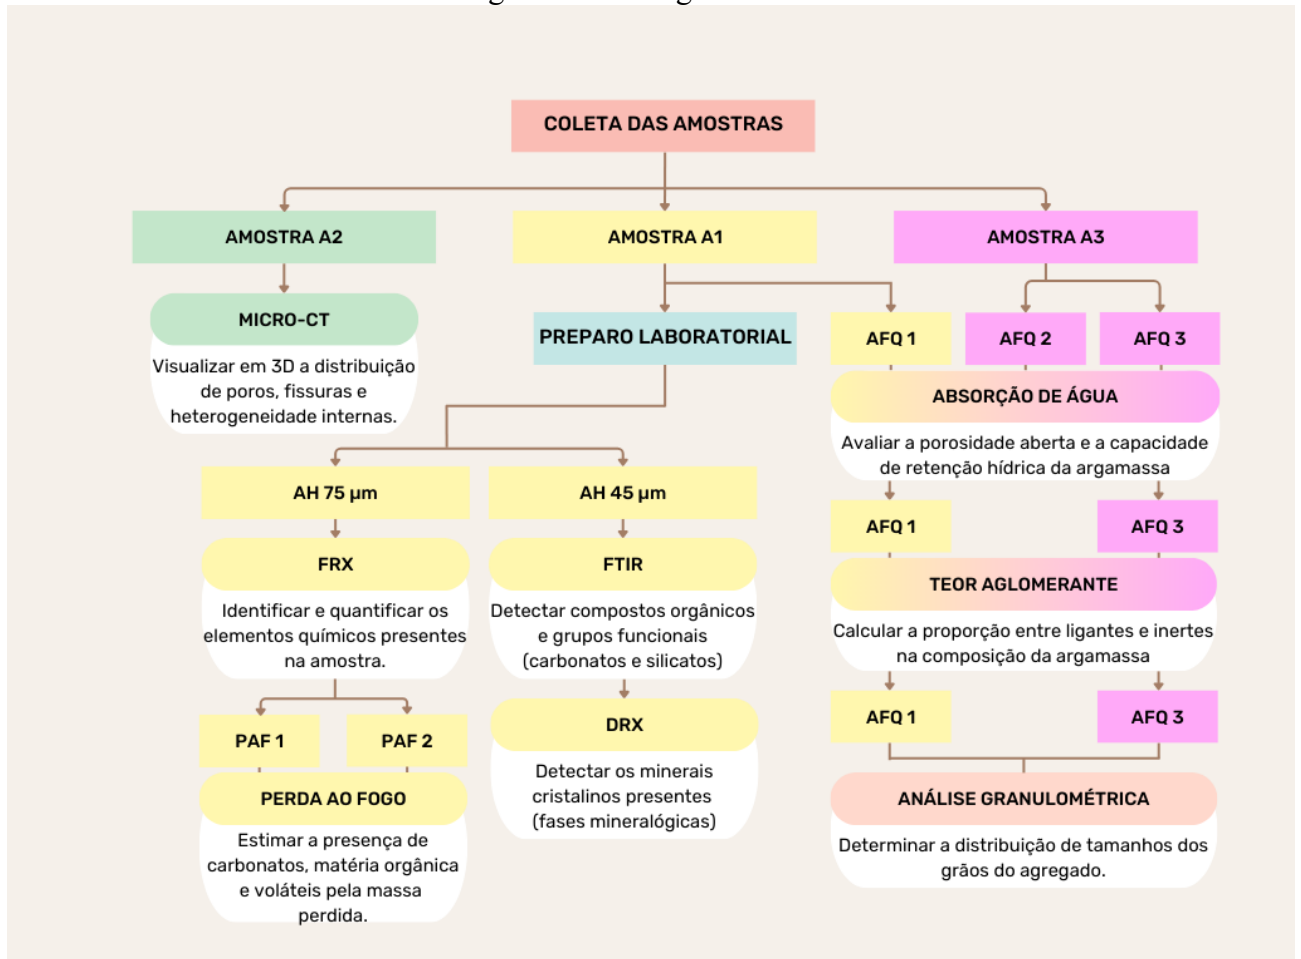 COLETA DAS AMOSTRAS
AMOSTRA A2
AMOSTRA A1
AMOSTRA A3
MICRO-CT
Visualizar em 3D a distribuição
de poros, fissuras e
heterogeneidade internas.
PREPARO LABORATORIAL
AFQ 1
AFQ 2
AFQ 3
ABSORÇÃO DE ÁGUA
Avaliar a porosidade aberta e a capacidade
de retenção hídrica da argamassa
AH 75 µm
AH 45 µm
AFQ 1
AFQ 3
FRX
Identificar e quantificar os
elementos químicos presentes
na amostra.
FTIR
Detectar compostos orgânicos
e grupos funcionais
(carbonatos e silicatos)
TEOR AGLOMERANTE
Calcular a proporção entre ligantes e inertes
na composição da argamassa
PAF 1
PAF 2
DRX
Detectar os minerais
cristalinos presentes
(fases mineralógicas)
AFQ 1
AFQ 3
PERDA AO FOGO
Estimar a presença de
carbonatos, matéria orgânica
e voláteis pela massa
perdida.
ANÁLISE GRANULOMÉTRICA
Determinar a distribuição de tamanhos dos
grãos do agregado.